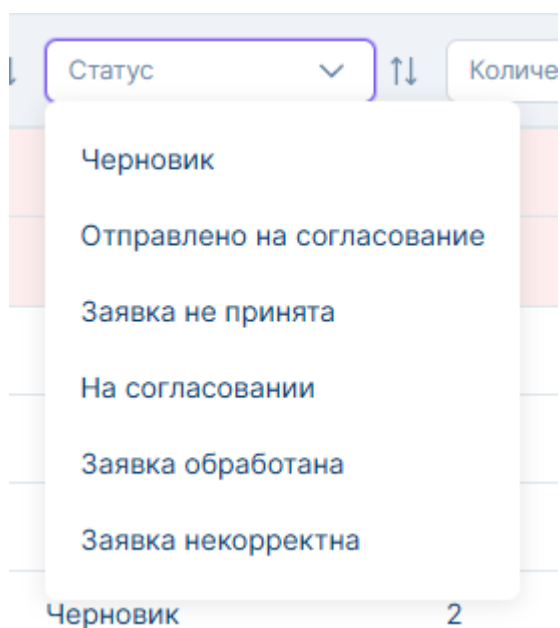 Статус
Количе
Черновик
Отправлено на согласование
Заявка не принята
На согласовании
Заявка обработана
Заявка некорректна
Черновик 2